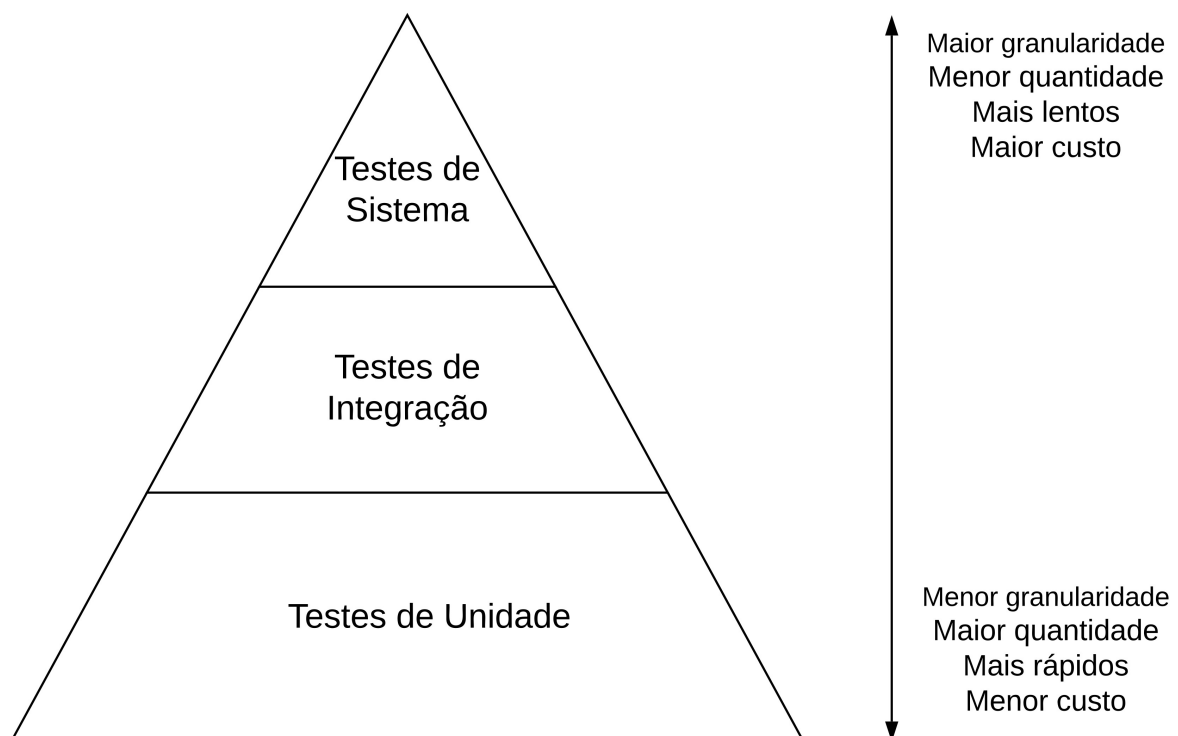 Testes de
Sistema
Testes de
Integração
Testes de Unidade
Maior granularidade
Menor quantidade
Mais lentos
Maior custo
Menor granularidade
Maior quantidade
Mais rápidos
Menor custo